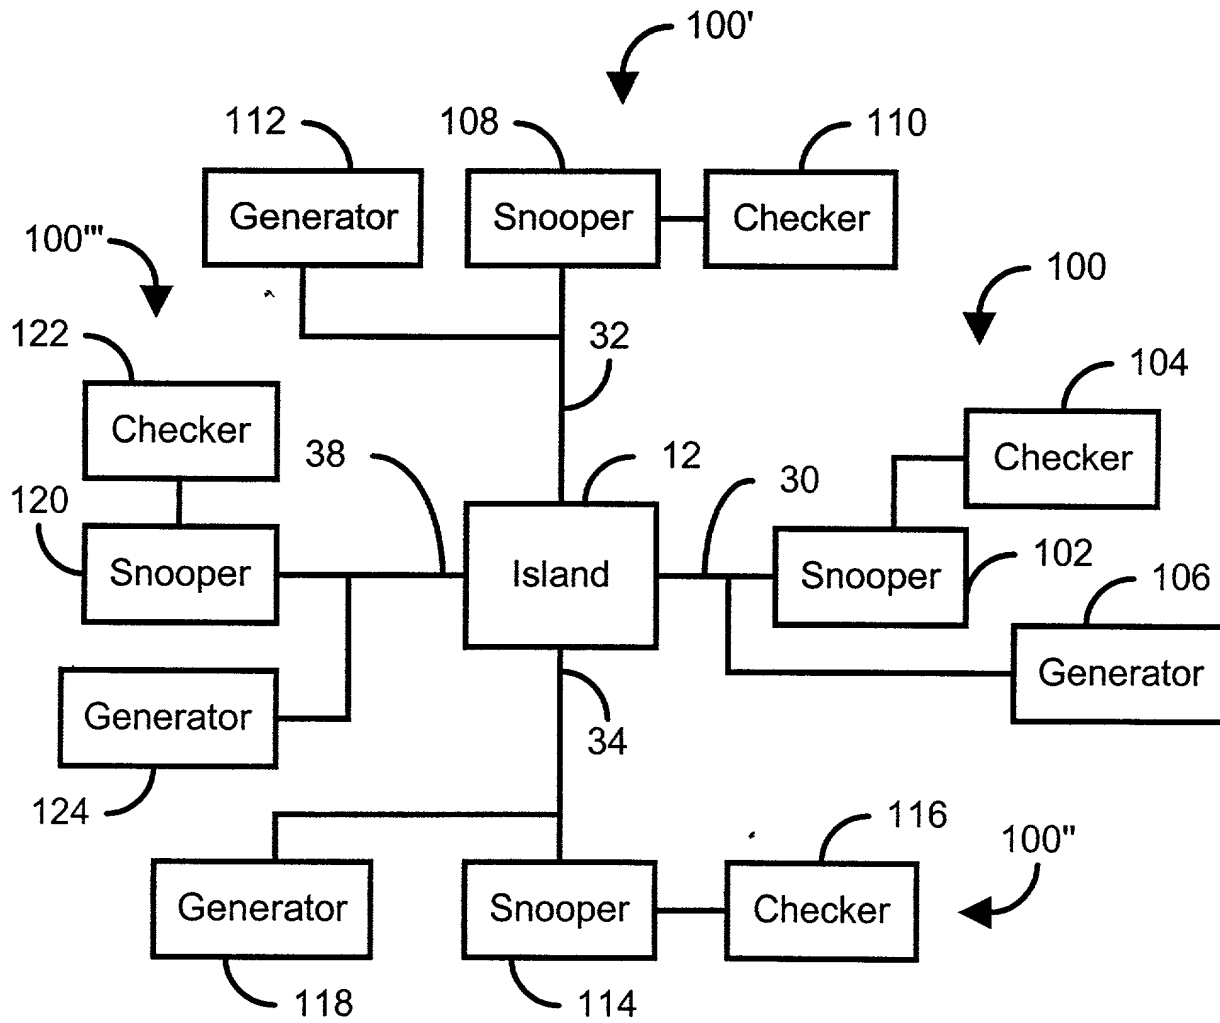 100'
112
108
110
Generator
Snooper
Checker
100'''
100
122
32
104
Checker
38
12
30
Checker
120
Snooper
Island
Snooper
102
106
Generator
Generator
34
124
116
100''
Generator
Snooper
Checker
118
114